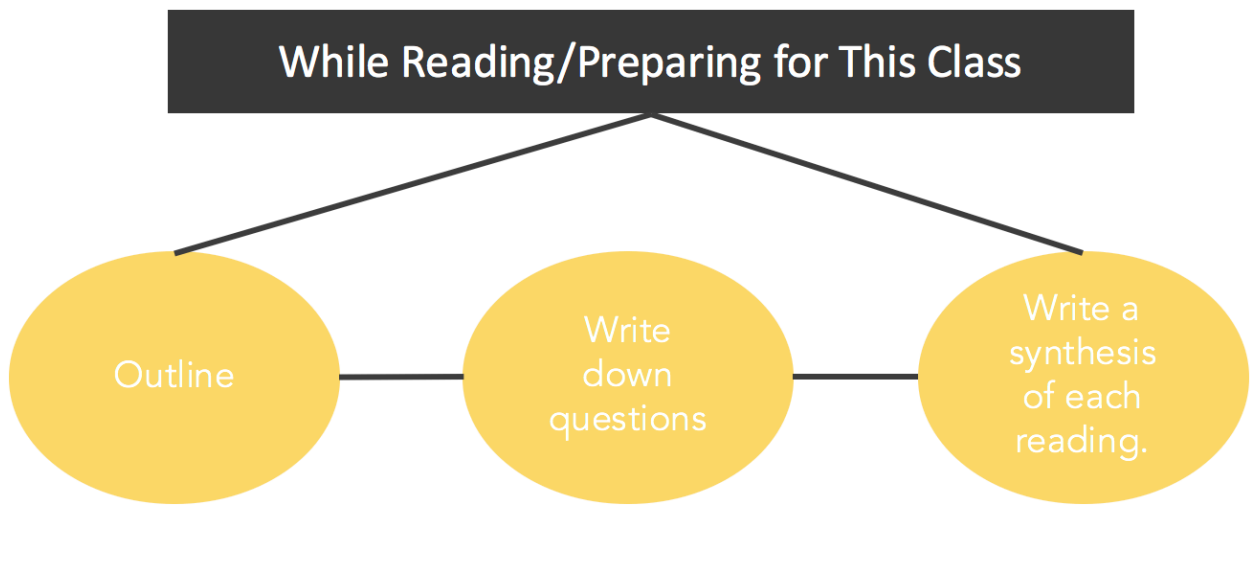 While Reading/Preparing for This Class
Outline
Write
down
questions
Write a
synthesis
of each
reading.